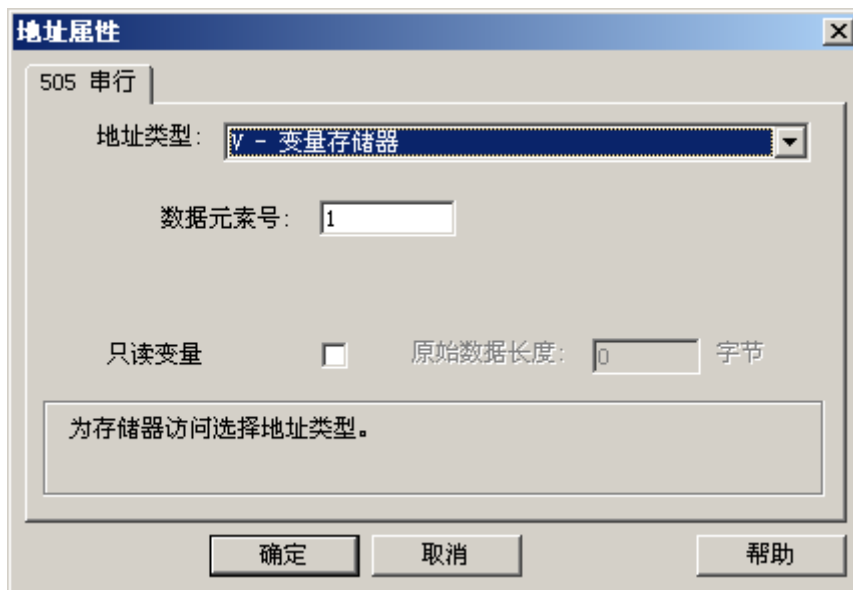 地址属性
505 串行
地址类型: V - 变量存储器
数据元素号: 1
只读变量 原始数据长度: 0 字节
为存储器访问选择地址类型。
确定 取消 帮助